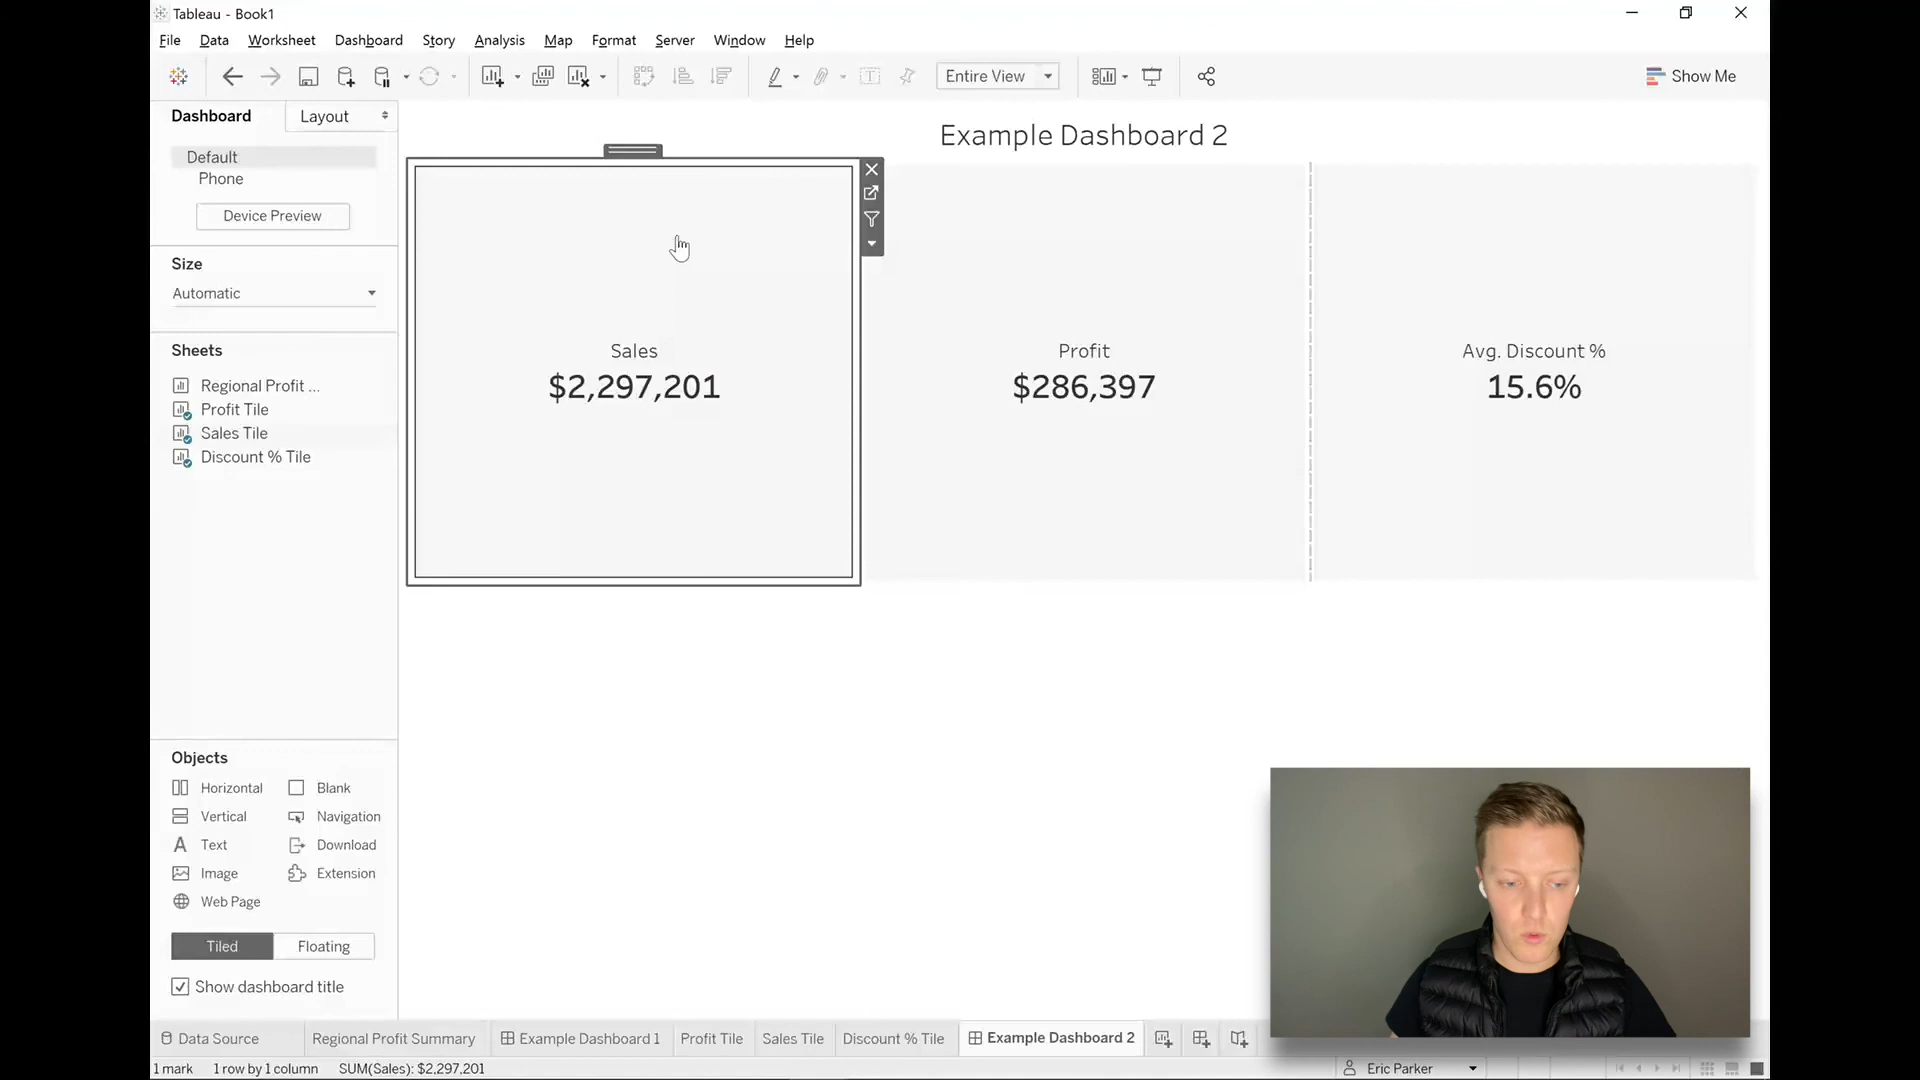 Tableau - Book1
File Data Worksheet Dashboard Story Analysis Map Format Server Window Help
Entire View
Show Me
Dashboard Layout
Default
Phone
Device Preview
Size
Automatic
Sheets
Regional Profit ...
Profit Tile
Sales Tile
Discount % Tile
Example Dashboard 2
Sales
$2,297,201
Profit
$286,397
Avg. Discount %
15.6%
Objects
Horizontal Blank
Vertical Navigation
Text Download
Image Extension
Web Page
Tiled Floating
Show dashboard title
Data Source Regional Profit Summary Example Dashboard 1 Profit Tile Sales Tile Discount % Tile Example Dashboard 2
1 mark 1 row by 1 column SUM(Sales): $2,297,201 Eric Parker